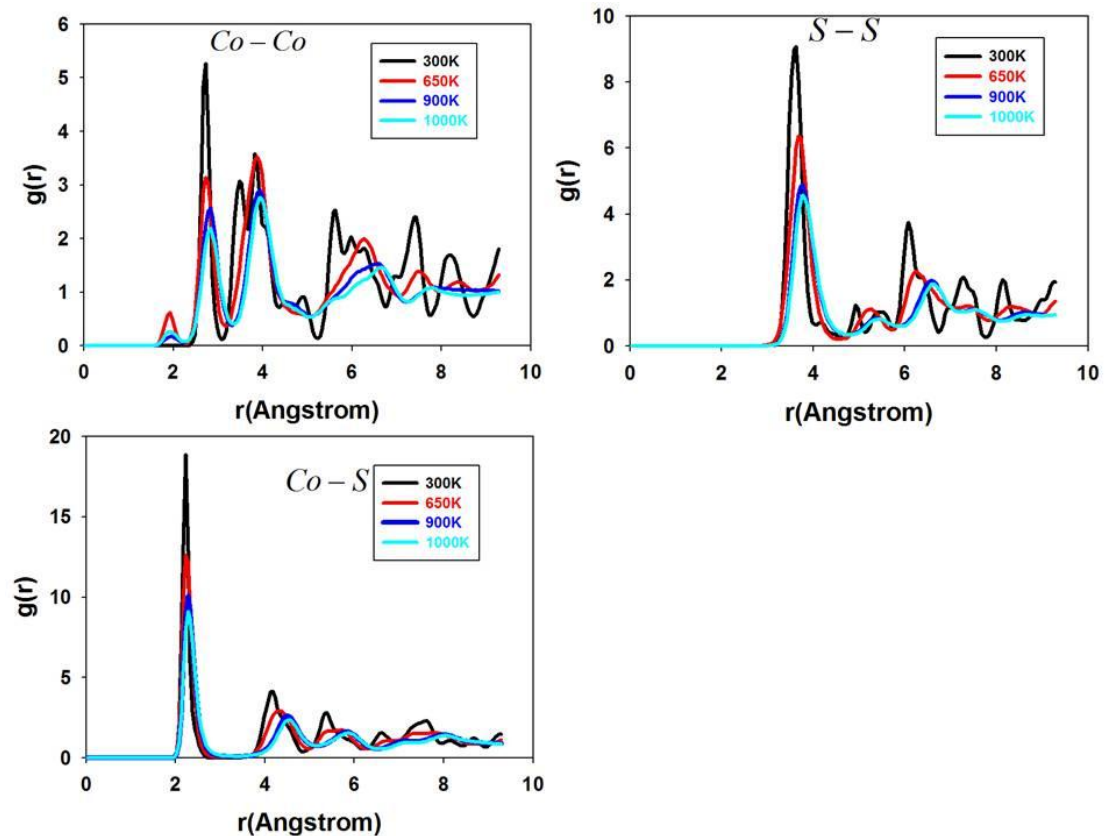 Co – Co
300K
650K
900K
1000K
g(r)
6
5
4
3
2
1
0
0 2 4 6 8 10
r(Angstrom)
S – S
300K
650K
900K
1000K
g(r)
10
8
6
4
2
0
0 2 4 6 8 10
r(Angstrom)
Co – S
300K
650K
900K
1000K
g(r)
20
15
10
5
0
0 2 4 6 8 10
r(Angstrom)